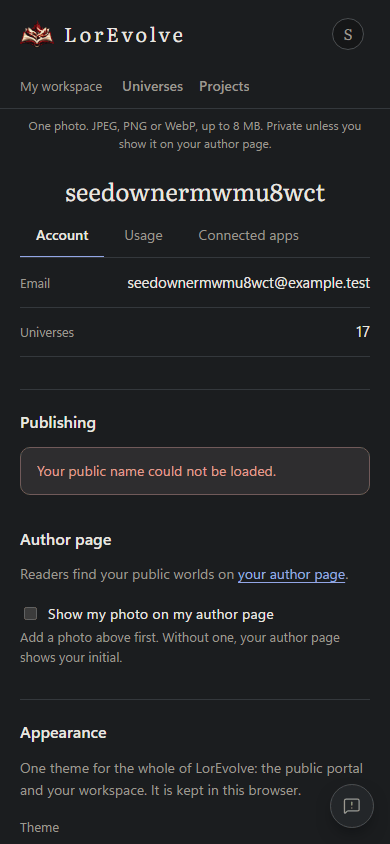 LorEvolve
S
My workspace Universes Projects
One photo. JPEG, PNG or WebP, up to 8 MB. Private unless you
show it on your author page.
seedownermwmu8wct
Account Usage Connected apps
Email seedownermwmu8wct@example.test
Universes 17
Publishing
Your public name could not be loaded.
Author page
Readers find your public worlds on your author page.
Show my photo on my author page
Add a photo above first. Without one, your author page
shows your initial.
Appearance
One theme for the whole of LorEvolve: the public portal
and your workspace. It is kept in this browser.
Theme